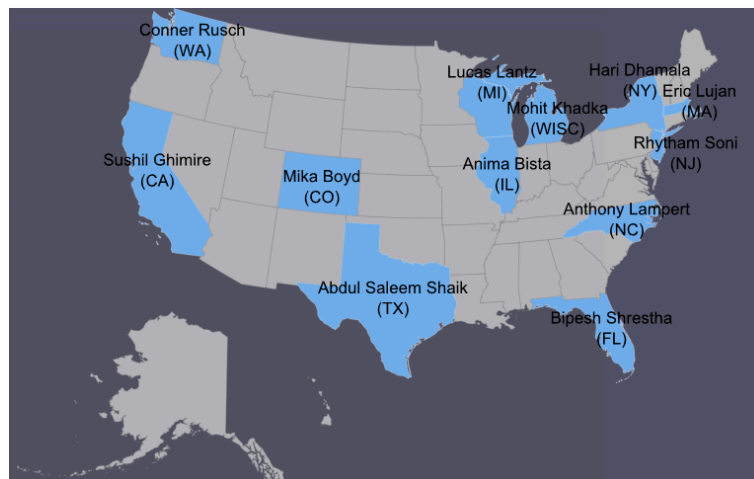 Conner Rusch
(WA)
Lucas Lantz
(MI)
Hari Dhamala
(NY)
Eric Lujan
(MA)
Mohit Khadka
(WISC)
Rhytham Soni
(NJ)
Sushil Ghimire
(CA)
Mika Boyd
(CO)
Anima Bista
(IL)
Anthony Lampert
(NC)
Abdul Saleem Shaik
(TX)
Bipesh Shrestha
(FL)